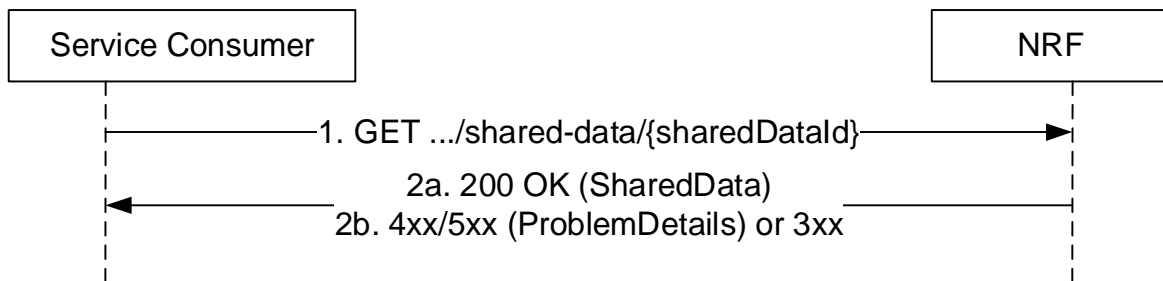 Service Consumer
NRF
1. GET .../shared-data/{sharedDataId}
2a. 200 OK (SharedData)
2b. 4xx/5xx (ProblemDetails) or 3xx